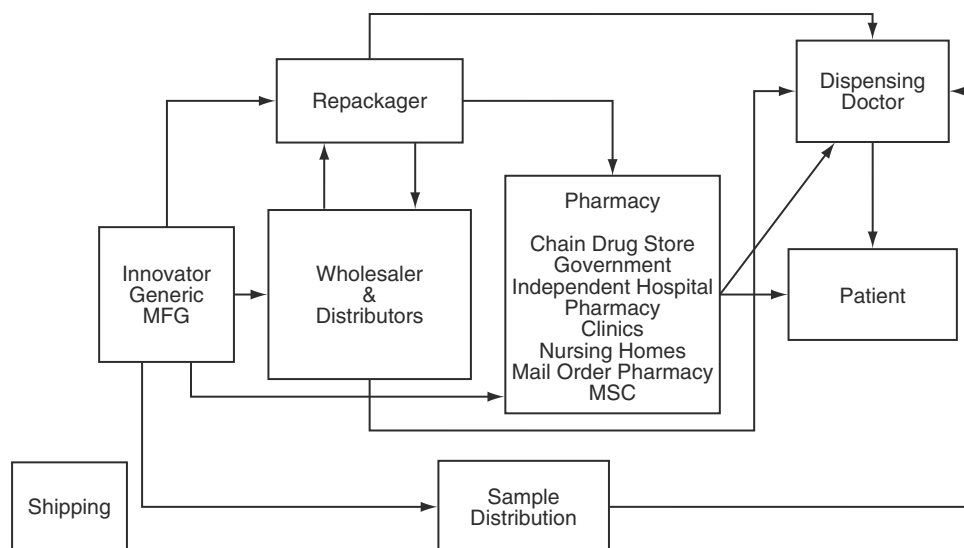 Repackager
Dispensing
Doctor
Pharmacy
Chain Drug Store
Government
Independent Hospital
Pharmacy
Clinics
Nursing Homes
Mail Order Pharmacy
MSC
Innovator
Generic
MFG
Wholesaler
&
Distributors
Patient
Shipping
Sample
Distribution